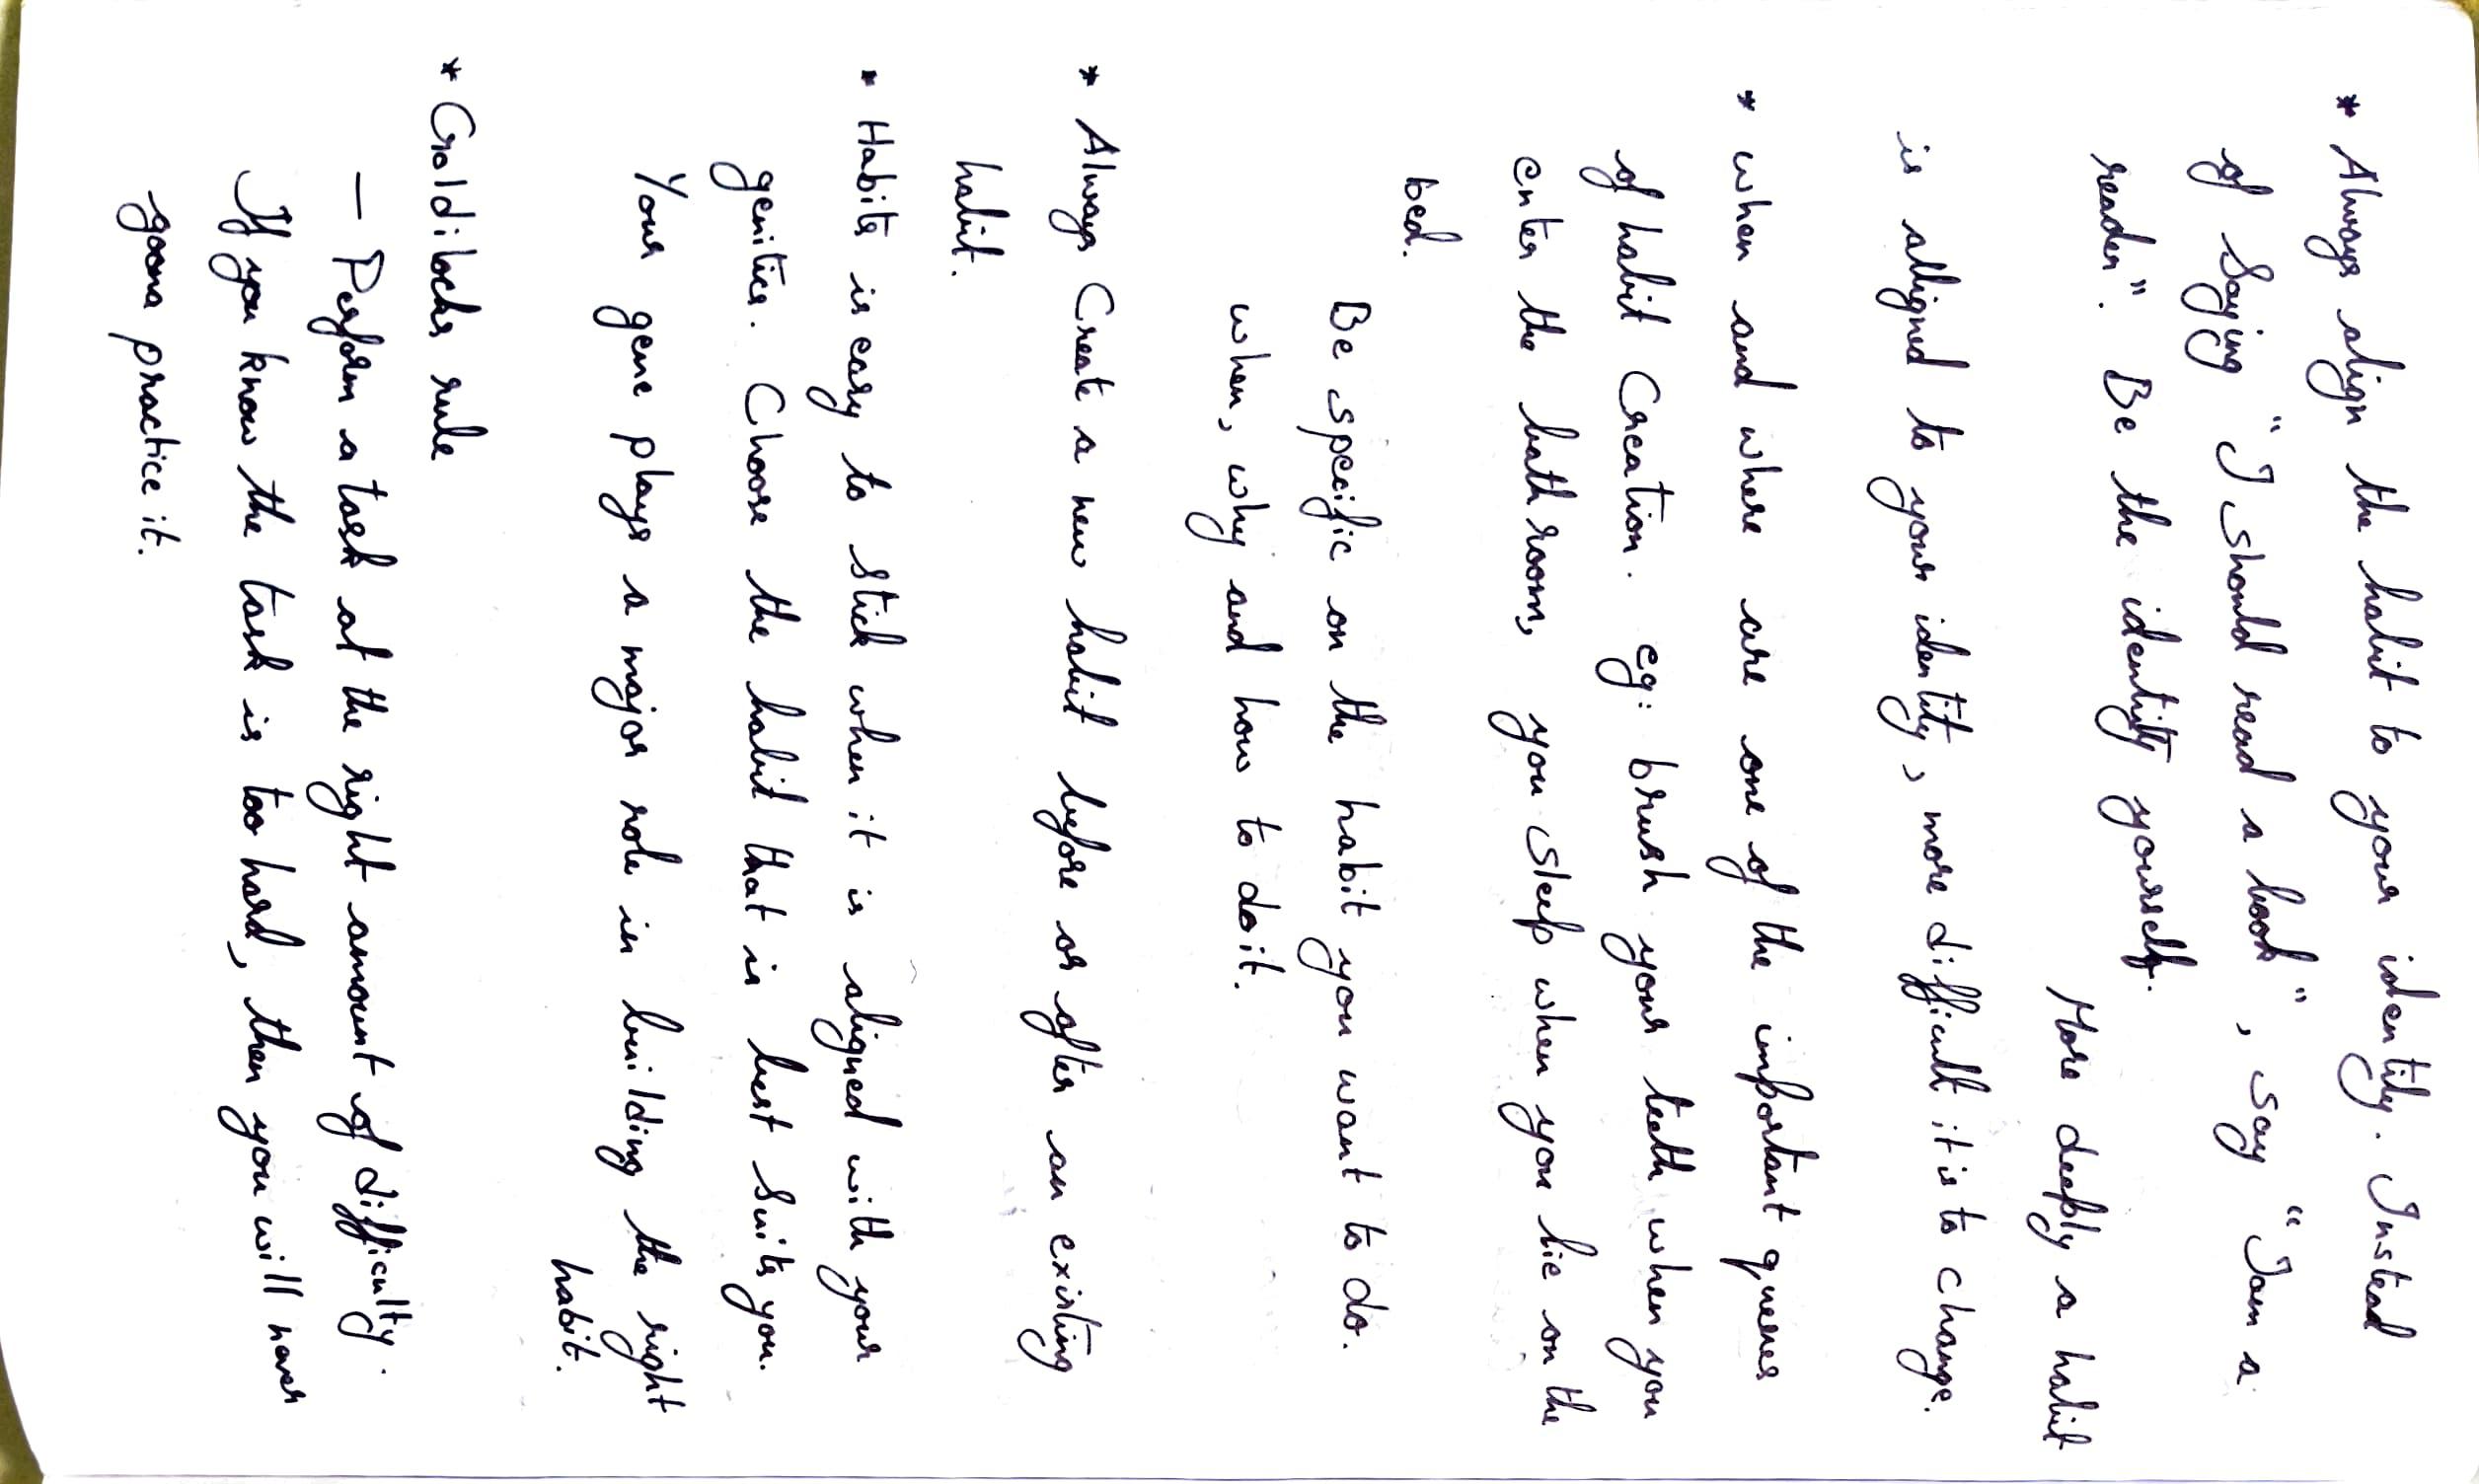 * Always align the habit to your identity. Instead
of Saying "I should read a book", say "I am a
reader". Be the identity yourself.
More deeply a habit
is alligned to your identity, more difficult it is to change.
* when and where are one of the important queues
of habit Creation. eg: brush your teeth when you
enter the bathroom, you sleep when you lie on the
bed.
Be specific on the habit you want to do.
when, why and how to do it.
* Always Create a new habit before or after an existing
habit.
* Habits is easy to stick when it is aligned with your
genitics. Choose the habit that is best Suits you.
Your gene plays a major role in building the right
habit.
* Goldilocks rule
— Perform a task at the right amount of difficulty.
If you know the task is too hard, then you will never
goona practice it.